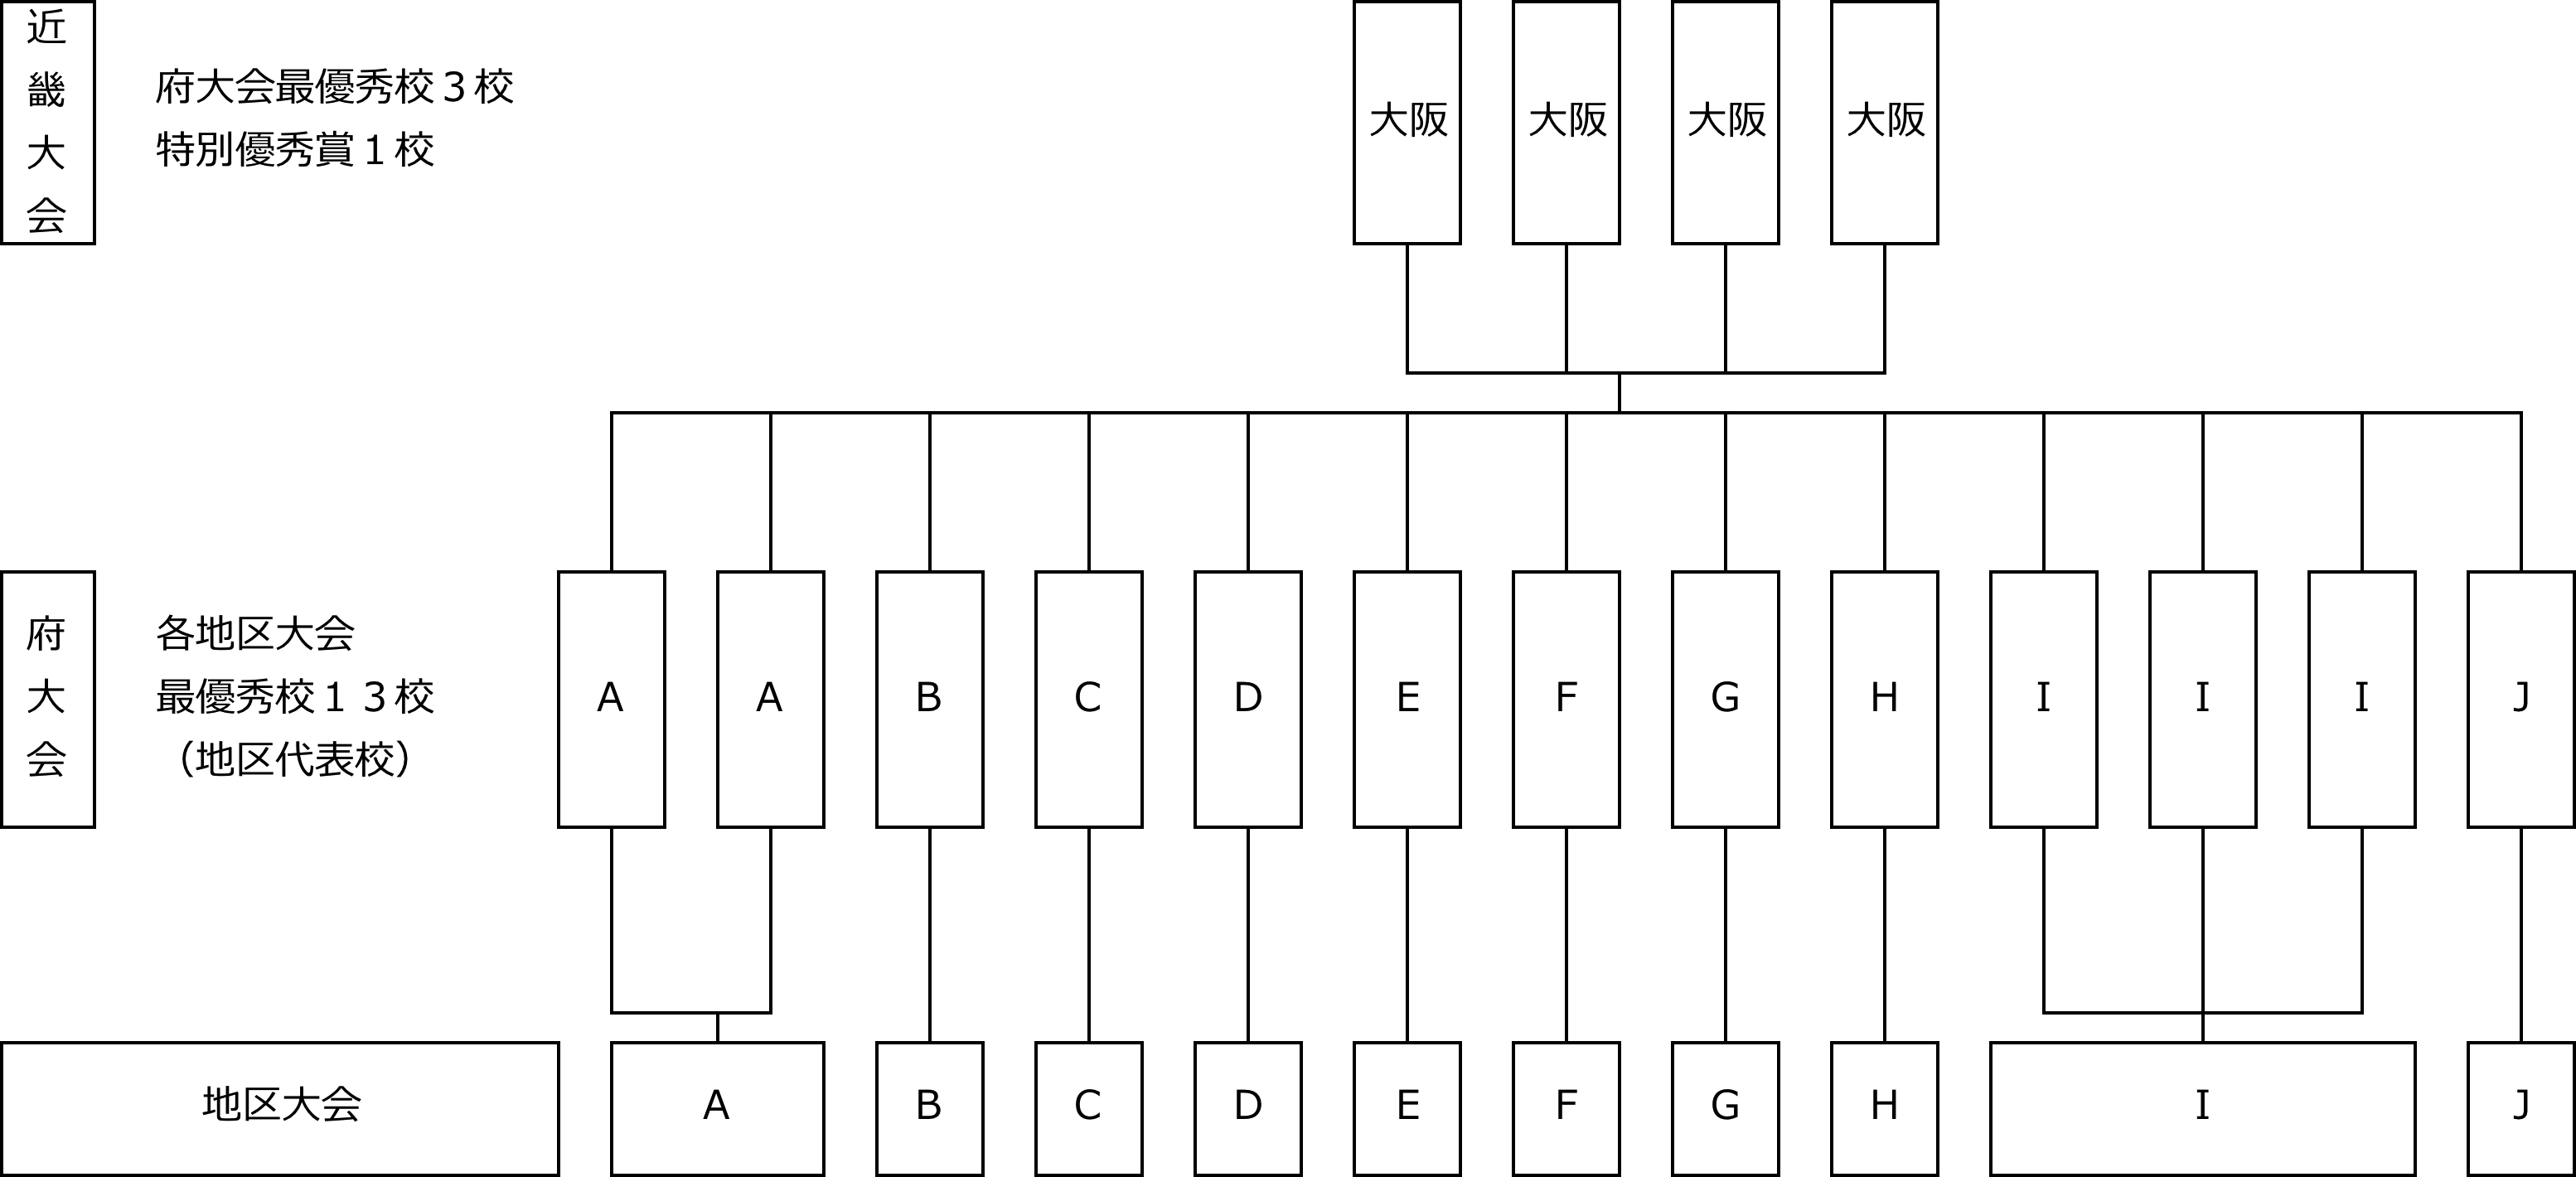 近畿大会
府大会最優秀校３校
特別優秀賞１校
大阪 大阪 大阪 大阪
府大会
各地区大会
最優秀校１３校
（地区代表校）
A A B C D E F G H I I I J
地区大会 A B C D E F G H I J